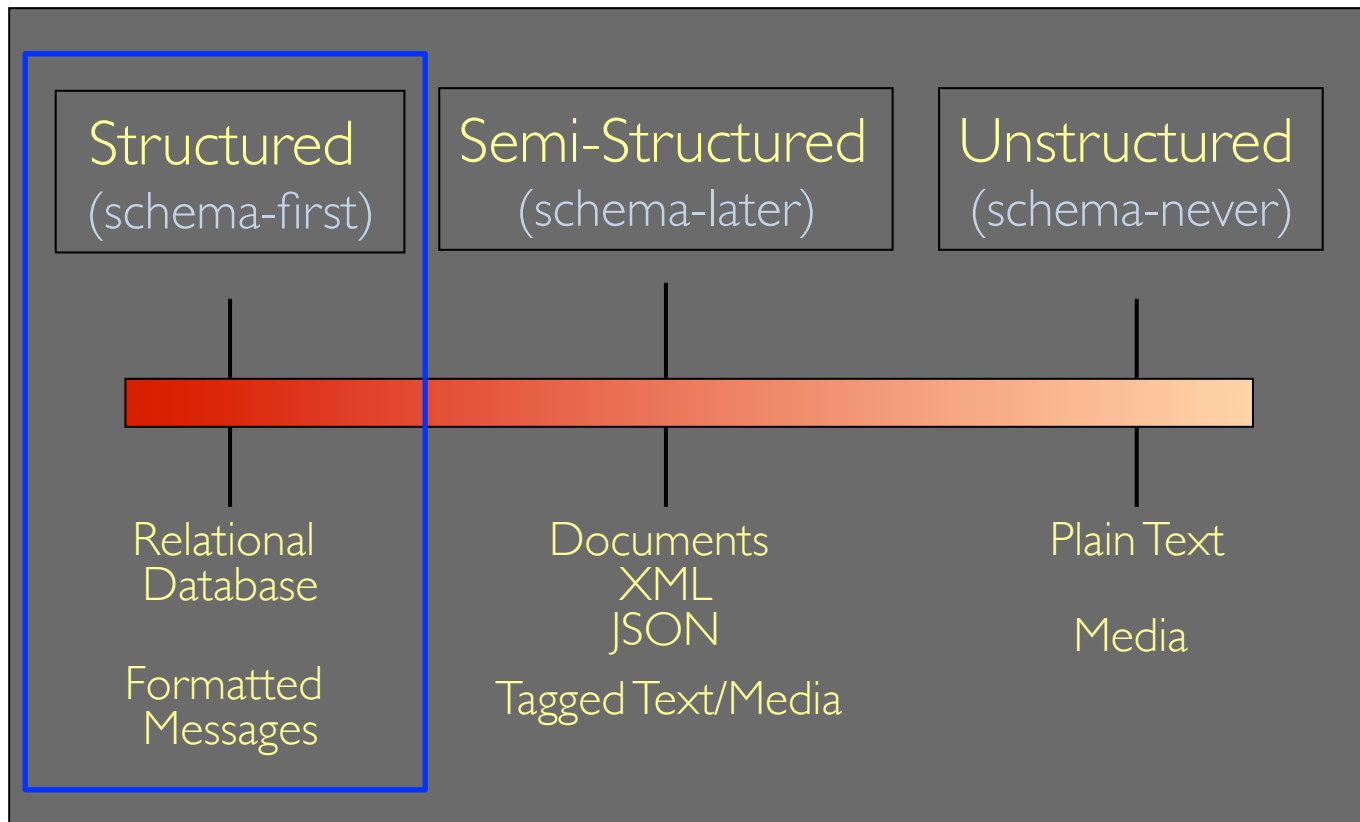 Structured
(schema-first)
Semi-Structured
(schema-later)
Unstructured
(schema-never)
Relational
Database
Formatted
Messages
Documents
XML
JSON
Tagged Text/Media
Plain Text
Media